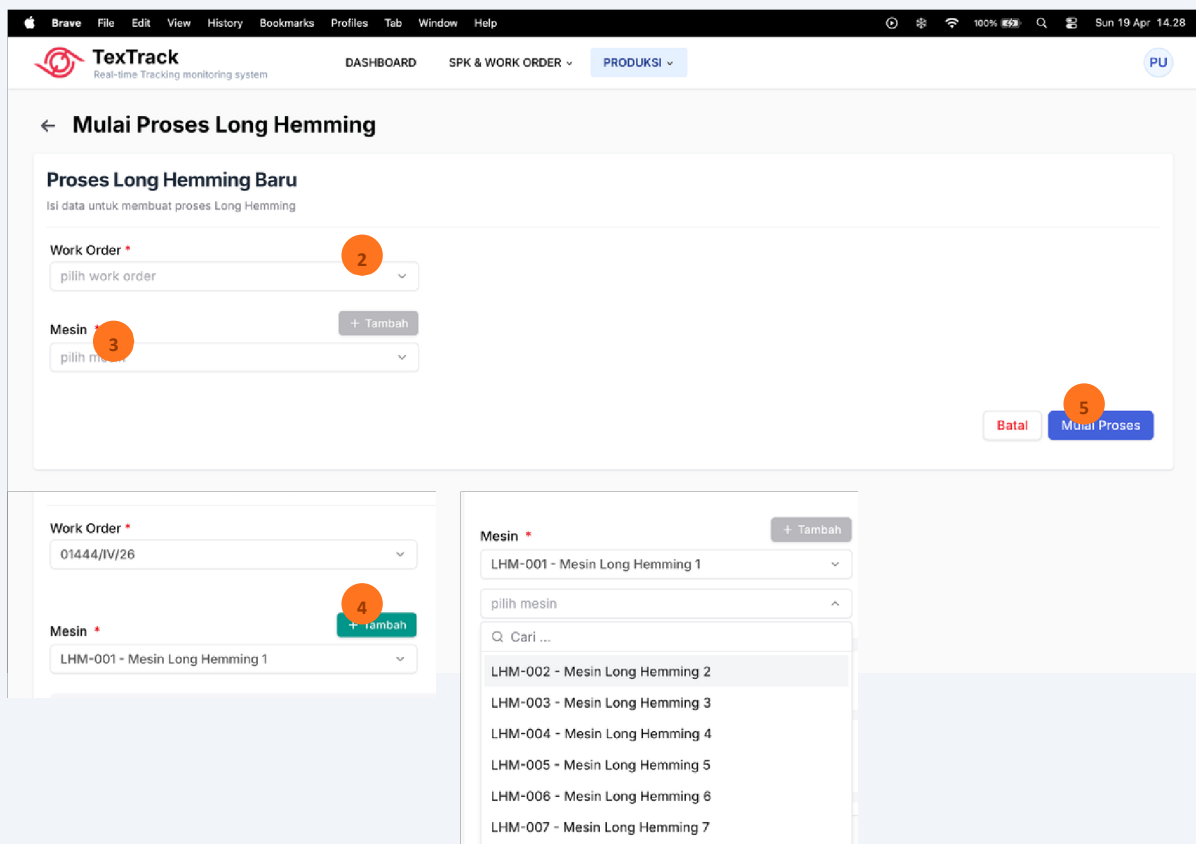 Brave File Edit View History Bookmarks Profiles Tab Window Help 100% Sun 19 Apr 14.28
TexTrack
Real-time Tracking monitoring system
DASHBOARD SPK & WORK ORDER PRODUKSI PU
Mulai Proses Long Hemming
Proses Long Hemming Baru
Isi data untuk membuat proses Long Hemming
Work Order *
2
pilih work order
+ Tambah
Mesin *
3
pilih
5
Batal Mulai Proses
Work Order *
01444/IV/26
4
+ Tambah
Mesin *
LHM-001 - Mesin Long Hemming 1
+ Tambah
Mesin *
LHM-001 - Mesin Long Hemming 1
pilih mesin
Cari ...
LHM-002 - Mesin Long Hemming 2
LHM-003 - Mesin Long Hemming 3
LHM-004 - Mesin Long Hemming 4
LHM-005 - Mesin Long Hemming 5
LHM-006 - Mesin Long Hemming 6
LHM-007 - Mesin Long Hemming 7